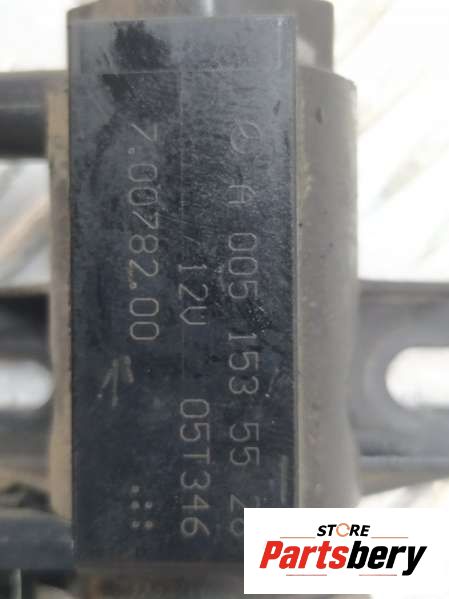 A 005 153 55 28
12V 05T346
7.00782.00
STORE
Partsbery